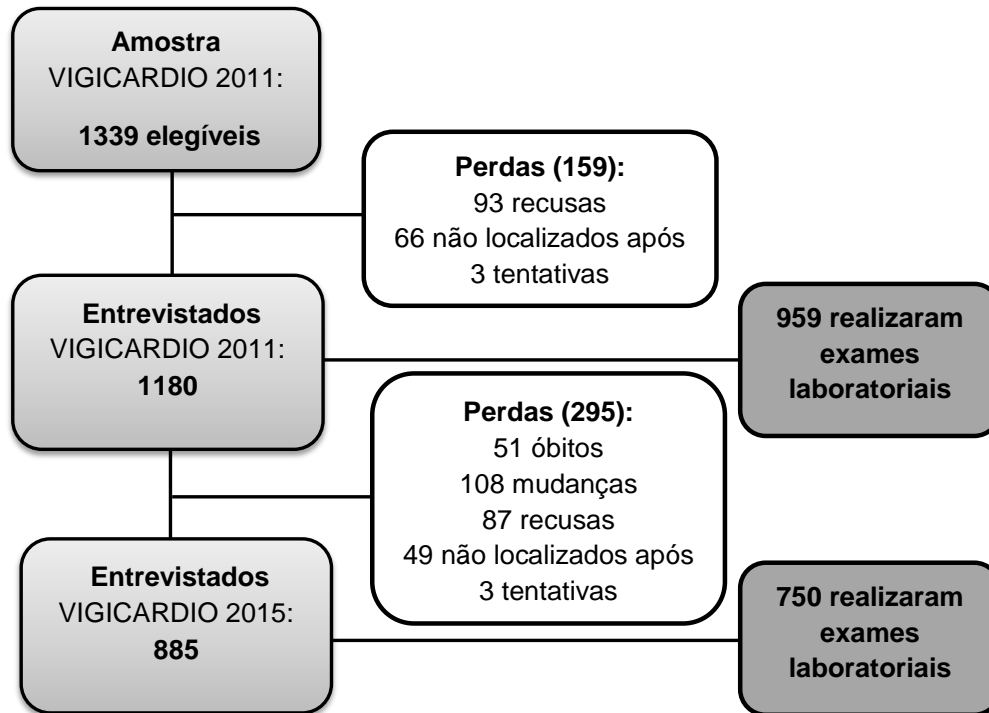 Amostra
VIGICARDIO 2011:
1339 elegíveis
Perdas (159):
93 recusas
66 não localizados após
3 tentativas
Entrevistados
VIGICARDIO 2011:
1180
959 realizaram
exames
laboratoriais
Perdas (295):
51 óbitos
108 mudanças
87 recusas
49 não localizados após
3 tentativas
Entrevistados
VIGICARDIO 2015:
885
750 realizaram
exames
laboratoriais